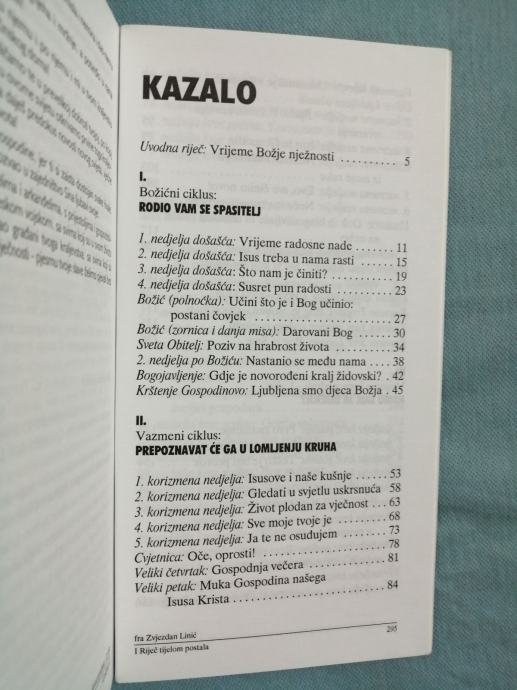 KAZALO
Uvodna riječ: Vrijeme Božje nježnosti .......... 5
I.
Božićni ciklus:
RODIO VAM SE SPASITELJ
1. nedjelja došašća: Vrijeme radosne nade ....... 11
2. nedjelja došašća: Isus treba u nama rasti ...... 15
3. nedjelja došašća: Što nam je činiti? .......... 19
4. nedjelja došašća: Susret pun radosti ......... 23
Božić (polnoćka): Učini što je i Bog učinio:
postani čovjek ....................... 27
Božić (zornica i danja misa): Darovani Bog ...... 30
Sveta Obitelj: Poziv na hrabrost života .......... 34
2. nedjelja po Božiću: Nastanio se među nama .... 38
Bogojavljenje: Gdje je novorođeni kralj židovski? . 42
Krštenje Gospodinovo: Ljubljena smo djeca Božja . 45
II.
Vazmeni ciklus:
PREPOZNAVAT ĆE GA U LOMLJENJU KRUHA
1. korizmena nedjelja: Isusove i naše kušnje ...... 53
2. korizmena nedjelja: Gledati u svjetlu uskrsnuća 58
3. korizmena nedjelja: Život plodan za vječnost ... 63
4. korizmena nedjelja: Sve moje tvoje je ......... 68
5. korizmena nedjelja: Ja te ne osuđujem ........ 73
Cvjetnica: Oče, oprosti! ..................... 78
Veliki četvrtak: Gospodnja večera ............. 81
Veliki petak: Muka Gospodina našega
Isusa Krista ......................... 84
fra Zvjezdan Linić
295
I Riječ tijelom postala